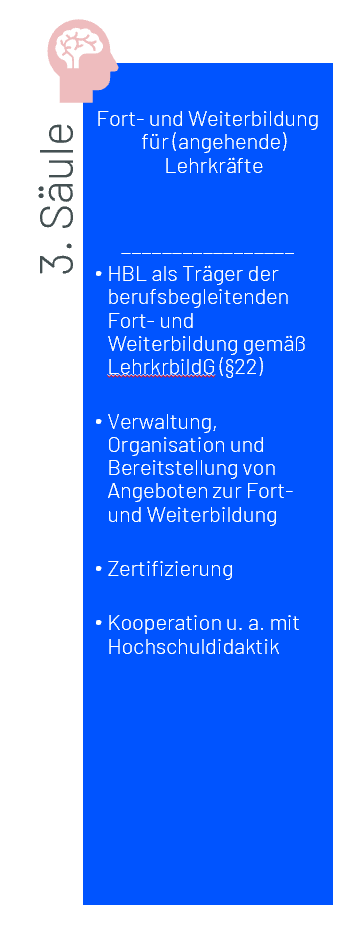 3. Säule
Fort- und Weiterbildung
für (angehende)
Lehrkräfte
_________________
• HBL als Träger der
berufsbegleitenden
Fort- und
Weiterbildung gemäß
LehrkrbildG (§22)
• Verwaltung,
Organisation und
Bereitstellung von
Angeboten zur Fort-
und Weiterbildung
• Zertifizierung
• Kooperation u. a. mit
Hochschuldidaktik